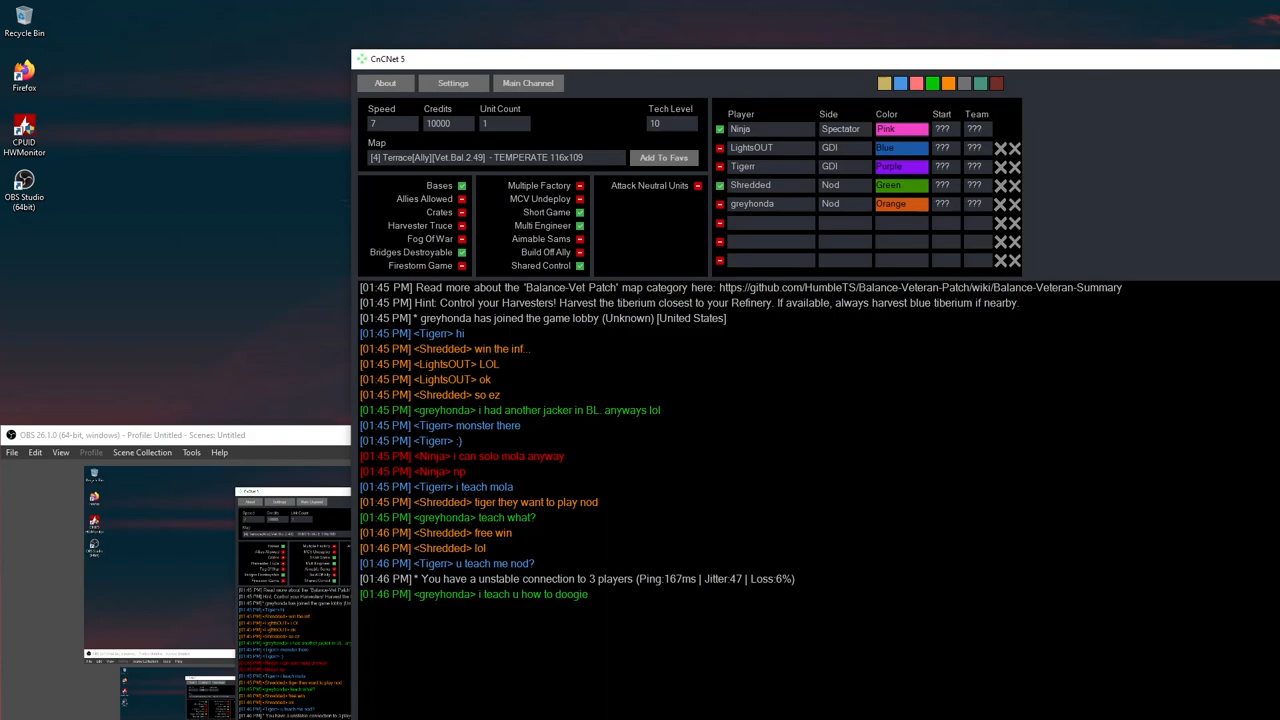 Recycle Bin
Firefox
CPUID
HWMonitor
OBS Studio
(64bit)
CnCNet 5
About
Settings
Main Channel
Speed
Credits
Unit Count
Tech Level
7
10000
1
10
Map
[4] Terrace[Ally][Vet.Bal.2.49] - TEMPERATE 116x109
Add To Favs
Bases
Allies Allowed
Crates
Harvester Truce
Fog Of War
Bridges Destroyable
Firestorm Game
Multiple Factory
MCV Undeploy
Short Game
Multi Engineer
Aimable Sams
Build Off Ally
Shared Control
Attack Neutral Units
Player Side Color Start Team
Ninja Spectator Pink ??? ???
LightsOUT GDI Blue ??? ???
Tigerr GDI Purple ??? ???
Shredded Nod Green ??? ???
greyhonda Nod Orange ??? ???
[01:45 PM] Read more about the 'Balance-Vet Patch' map category here: https://github.com/HumbleTS/Balance-Veteran-Patch/wiki/Balance-Veteran-Summary
[01:45 PM] Hint: Control your Harvesters! Harvest the tiberium closest to your Refinery. If available, always harvest blue tiberium if nearby.
[01:45 PM] * greyhonda has joined the game lobby (Unknown) [United States]
[01:45 PM] <Tigerr> hi
[01:45 PM] <Shredded> win the inf...
[01:45 PM] <LightsOUT> LOL
[01:45 PM] <LightsOUT> ok
[01:45 PM] <Shredded> so ez
[01:45 PM] <greyhonda> i had another jacker in BL. anyways lol
[01:45 PM] <Tigerr> monster there
[01:45 PM] <Tigerr> :)
[01:45 PM] <Ninja> i can solo mola anyway
[01:45 PM] <Ninja> np
[01:45 PM] <Tigerr> i teach mola
[01:45 PM] <Shredded> tiger they want to play nod
[01:45 PM] <greyhonda> teach what?
[01:46 PM] <Shredded> free win
[01:46 PM] <Shredded> lol
[01:46 PM] <Tigerr> u teach me nod?
[01:46 PM] * You have a unstable connection to 3 players (Ping:167ms | Jitter:47 | Loss:6%)
[01:46 PM] <greyhonda> i teach u how to doogie
OBS 26.1.0 (64-bit, windows) - Profile: Untitled - Scenes: Untitled
File Edit View Profile Scene Collection Tools Help